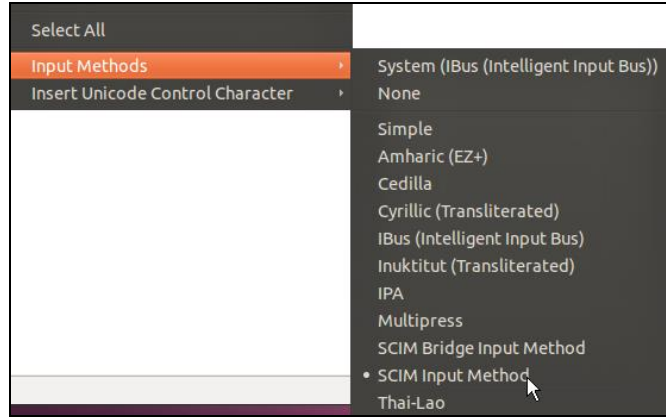 Select All
Input Methods
Insert Unicode Control Character
System (IBus (Intelligent Input Bus))
None
Simple
Amharic (EZ+)
Cedilla
Cyrillic (Transliterated)
IBus (Intelligent Input Bus)
Inuktitut (Transliterated)
IPA
Multipress
SCIM Bridge Input Method
• SCIM Input Method
Thai-Lao